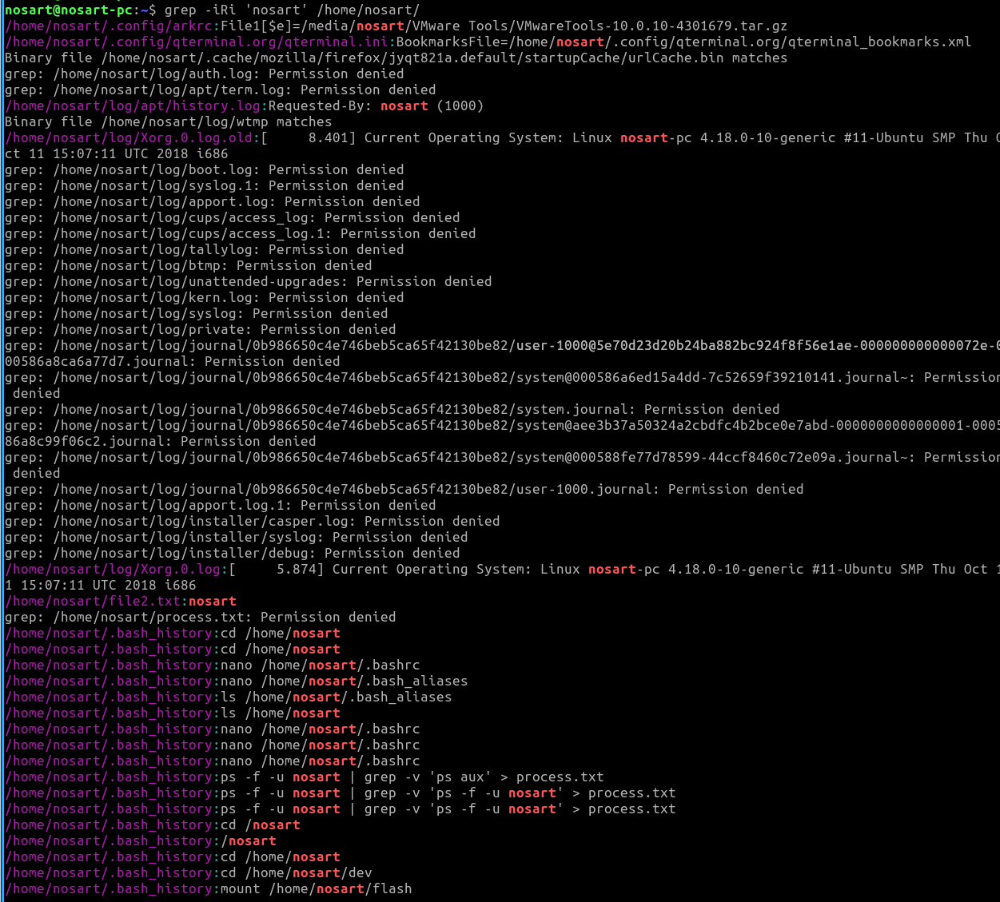 nosart@nosart-pc:~$ grep -iRi 'nosart' /home/nosart/
/home/nosart/.config/arkrc:File1[$e]=/media/nosart/VMware Tools/VMwareTools-10.0.10-4301679.tar.gz
/home/nosart/.config/qterminal.org/qterminal.ini:BookmarksFile=/home/nosart/.config/qterminal.org/qterminal_bookmarks.xml
Binary file /home/nosart/.cache/mozilla/firefox/jyqt821a.default/startupCache/urlCache.bin matches
grep: /home/nosart/log/auth.log: Permission denied
grep: /home/nosart/log/apt/term.log: Permission denied
/home/nosart/log/apt/history.log:Requested-By: nosart (1000)
Binary file /home/nosart/log/wtmp matches
/home/nosart/log/Xorg.0.log.old:[     8.401] Current Operating System: Linux nosart-pc 4.18.0-10-generic #11-Ubuntu SMP Thu O
ct 11 15:07:11 UTC 2018 i686
grep: /home/nosart/log/boot.log: Permission denied
grep: /home/nosart/log/syslog.1: Permission denied
grep: /home/nosart/log/apport.log: Permission denied
grep: /home/nosart/log/cups/access_log: Permission denied
grep: /home/nosart/log/cups/access_log.1: Permission denied
grep: /home/nosart/log/tallylog: Permission denied
grep: /home/nosart/log/btmp: Permission denied
grep: /home/nosart/log/unattended-upgrades: Permission denied
grep: /home/nosart/log/kern.log: Permission denied
grep: /home/nosart/log/syslog: Permission denied
grep: /home/nosart/log/private: Permission denied
grep: /home/nosart/log/journal/0b986650c4e746beb5ca65f42130be82/user-1000@5e70d23d20b24ba882bc924f8f56e1ae-000000000000072e-0
00586a8ca6a77d7.journal: Permission denied
grep: /home/nosart/log/journal/0b986650c4e746beb5ca65f42130be82/system@000586a6ed15a4dd-7c52659f39210141.journal~: Permission
 denied
grep: /home/nosart/log/journal/0b986650c4e746beb5ca65f42130be82/system.journal: Permission denied
grep: /home/nosart/log/journal/0b986650c4e746beb5ca65f42130be82/system@aee3b37a50324a2cbdfc4b2bce0e7abd-0000000000000001-0005
86a8c99f06c2.journal: Permission denied
grep: /home/nosart/log/journal/0b986650c4e746beb5ca65f42130be82/system@000588fe77d78599-44ccf8460c72e09a.journal~: Permission
 denied
grep: /home/nosart/log/journal/0b986650c4e746beb5ca65f42130be82/user-1000.journal: Permission denied
grep: /home/nosart/log/apport.log.1: Permission denied
grep: /home/nosart/log/installer/casper.log: Permission denied
grep: /home/nosart/log/installer/syslog: Permission denied
grep: /home/nosart/log/installer/debug: Permission denied
/home/nosart/log/Xorg.0.log:[     5.874] Current Operating System: Linux nosart-pc 4.18.0-10-generic #11-Ubuntu SMP Thu Oct 1
1 15:07:11 UTC 2018 i686
/home/nosart/file2.txt:nosart
grep: /home/nosart/process.txt: Permission denied
/home/nosart/.bash_history:cd /home/nosart
/home/nosart/.bash_history:cd /home/nosart
/home/nosart/.bash_history:nano /home/nosart/.bashrc
/home/nosart/.bash_history:nano /home/nosart/.bash_aliases
/home/nosart/.bash_history:ls /home/nosart/.bash_aliases
/home/nosart/.bash_history:ls /home/nosart
/home/nosart/.bash_history:nano /home/nosart/.bashrc
/home/nosart/.bash_history:nano /home/nosart/.bashrc
/home/nosart/.bash_history:nano /home/nosart/.bashrc
/home/nosart/.bash_history:ps -f -u nosart | grep -v 'ps aux' > process.txt
/home/nosart/.bash_history:ps -f -u nosart | grep -v 'ps -f -u nosart' > process.txt
/home/nosart/.bash_history:ps -f -u nosart | grep -v 'ps -f -u nosart' > process.txt
/home/nosart/.bash_history:cd /nosart
/home/nosart/.bash_history:/nosart
/home/nosart/.bash_history:cd /home/nosart
/home/nosart/.bash_history:cd /home/nosart/dev
/home/nosart/.bash_history:mount /home/nosart/flash